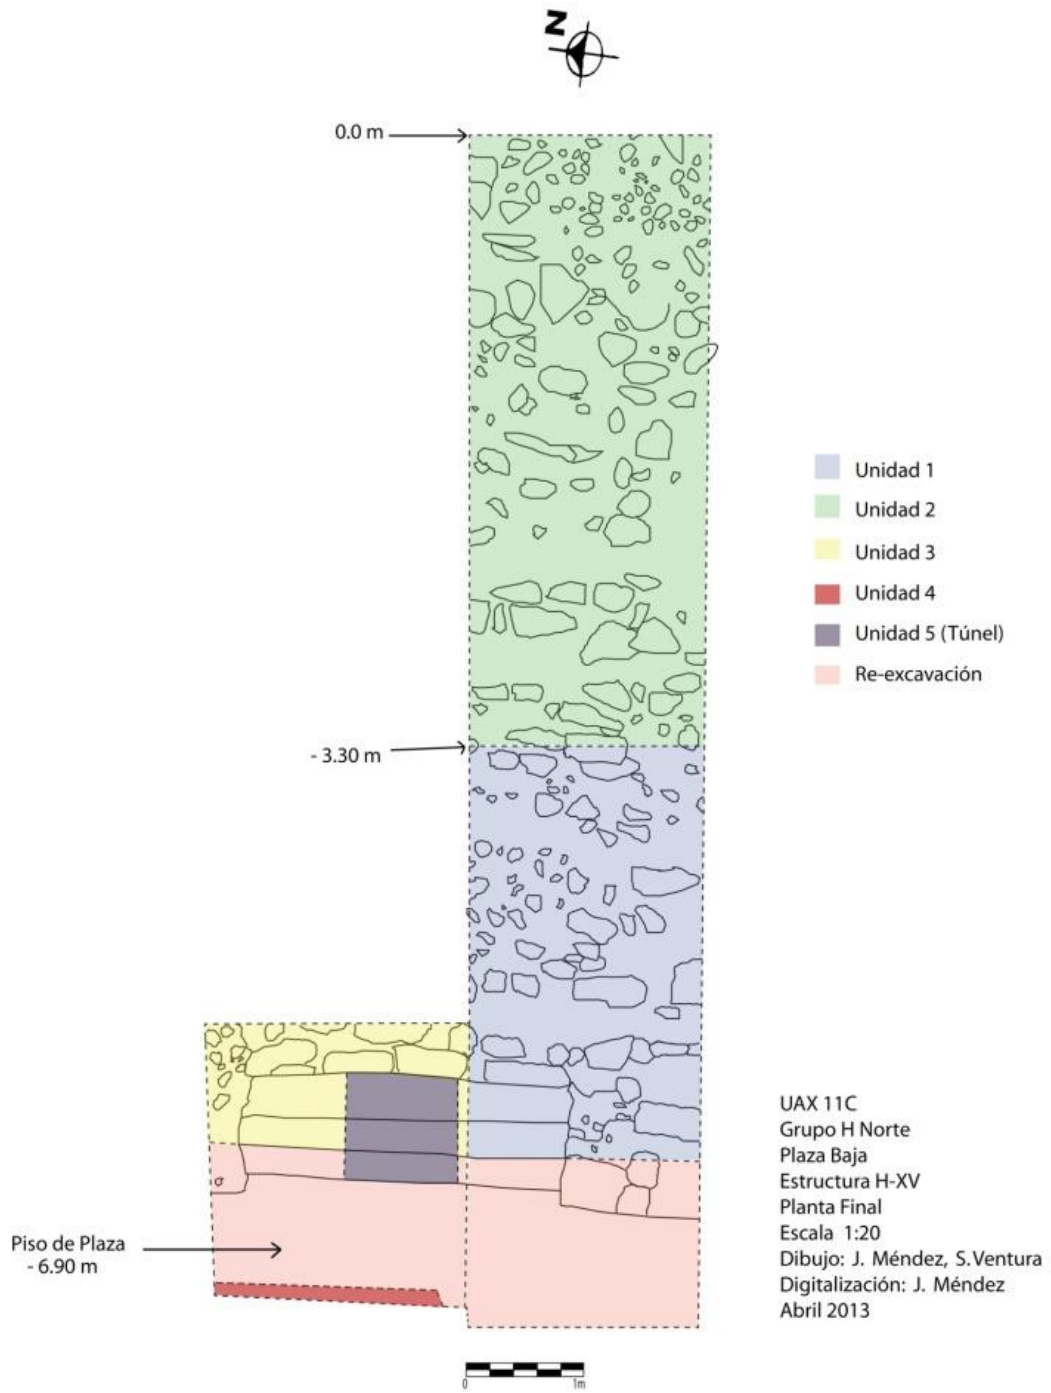 N
0.0 m
Unidad 1
Unidad 2
Unidad 3
Unidad 4
Unidad 5 (Túnel)
Re-excavación
- 3.30 m
UAX 11C
Grupo H Norte
Plaza Baja
Estructura H-XV
Planta Final
Escala 1:20
Dibujo: J. Méndez, S.Ventura
Digitalización: J. Méndez
Abril 2013
Piso de Plaza
- 6.90 m
0 1m